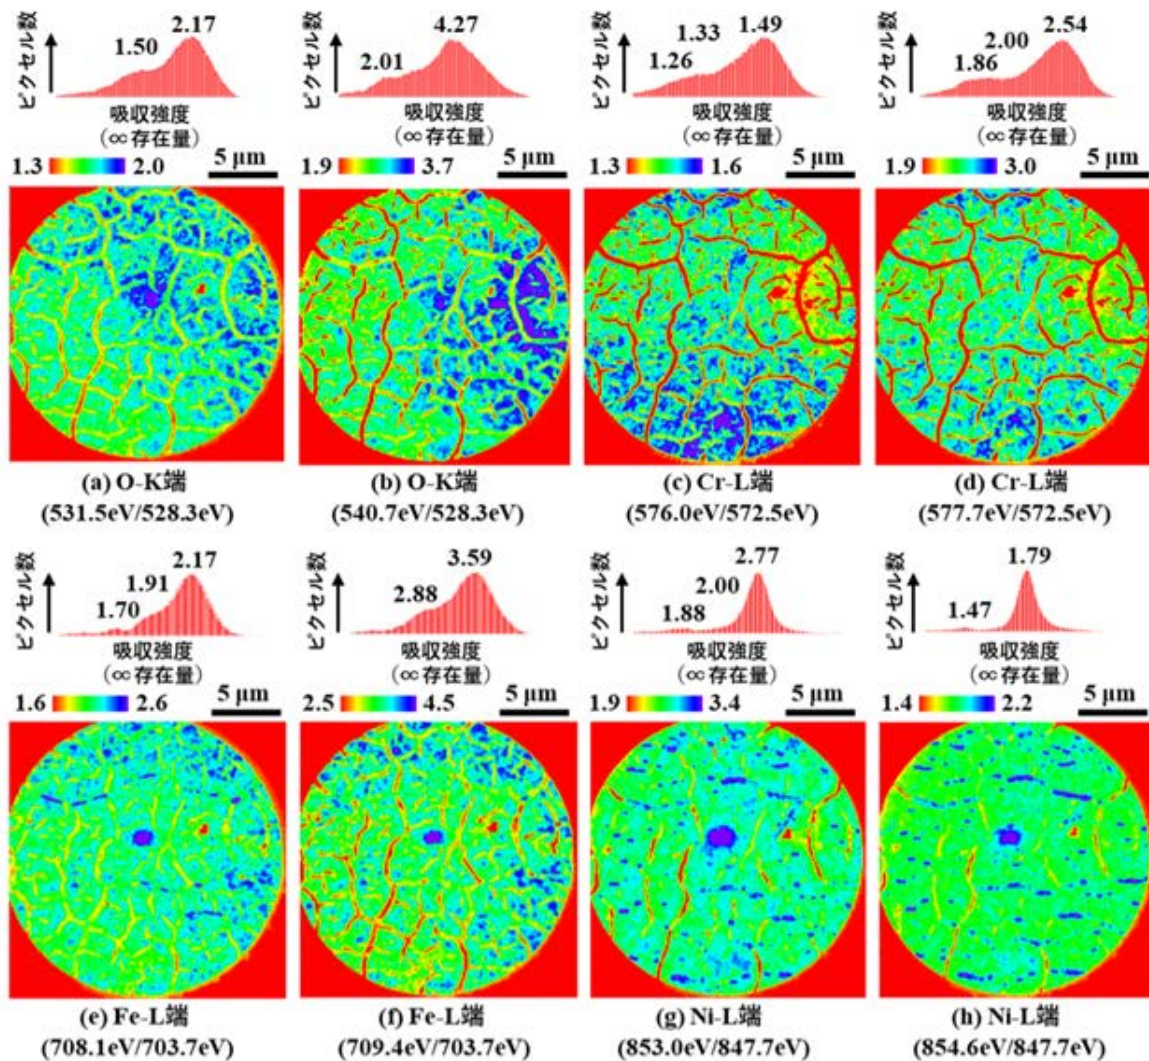 ピクセル数
1.50
2.17
吸収強度
(∞ 存在量)
1.3
2.0
5 μm
(a) O-K端
(531.5eV/528.3eV)
ピクセル数
2.01
4.27
吸収強度
(∞ 存在量)
1.9
3.7
5 μm
(b) O-K端
(540.7eV/528.3eV)
ピクセル数
1.26
1.33
1.49
吸収強度
(∞ 存在量)
1.3
1.6
5 μm
(c) Cr-L端
(576.0eV/572.5eV)
ピクセル数
1.86
2.00
2.54
吸収強度
(∞ 存在量)
1.9
3.0
5 μm
(d) Cr-L端
(577.7eV/572.5eV)
ピクセル数
1.70
1.91
2.17
吸収強度
(∞ 存在量)
1.6
2.6
5 μm
(e) Fe-L端
(708.1eV/703.7eV)
ピクセル数
2.88
3.59
吸収強度
(∞ 存在量)
2.5
4.5
5 μm
(f) Fe-L端
(709.4eV/703.7eV)
ピクセル数
1.88
2.00
2.77
吸収強度
(∞ 存在量)
1.9
3.4
5 μm
(g) Ni-L端
(853.0eV/847.7eV)
ピクセル数
1.47
1.79
吸収強度
(∞ 存在量)
1.4
2.2
5 μm
(h) Ni-L端
(854.6eV/847.7eV)